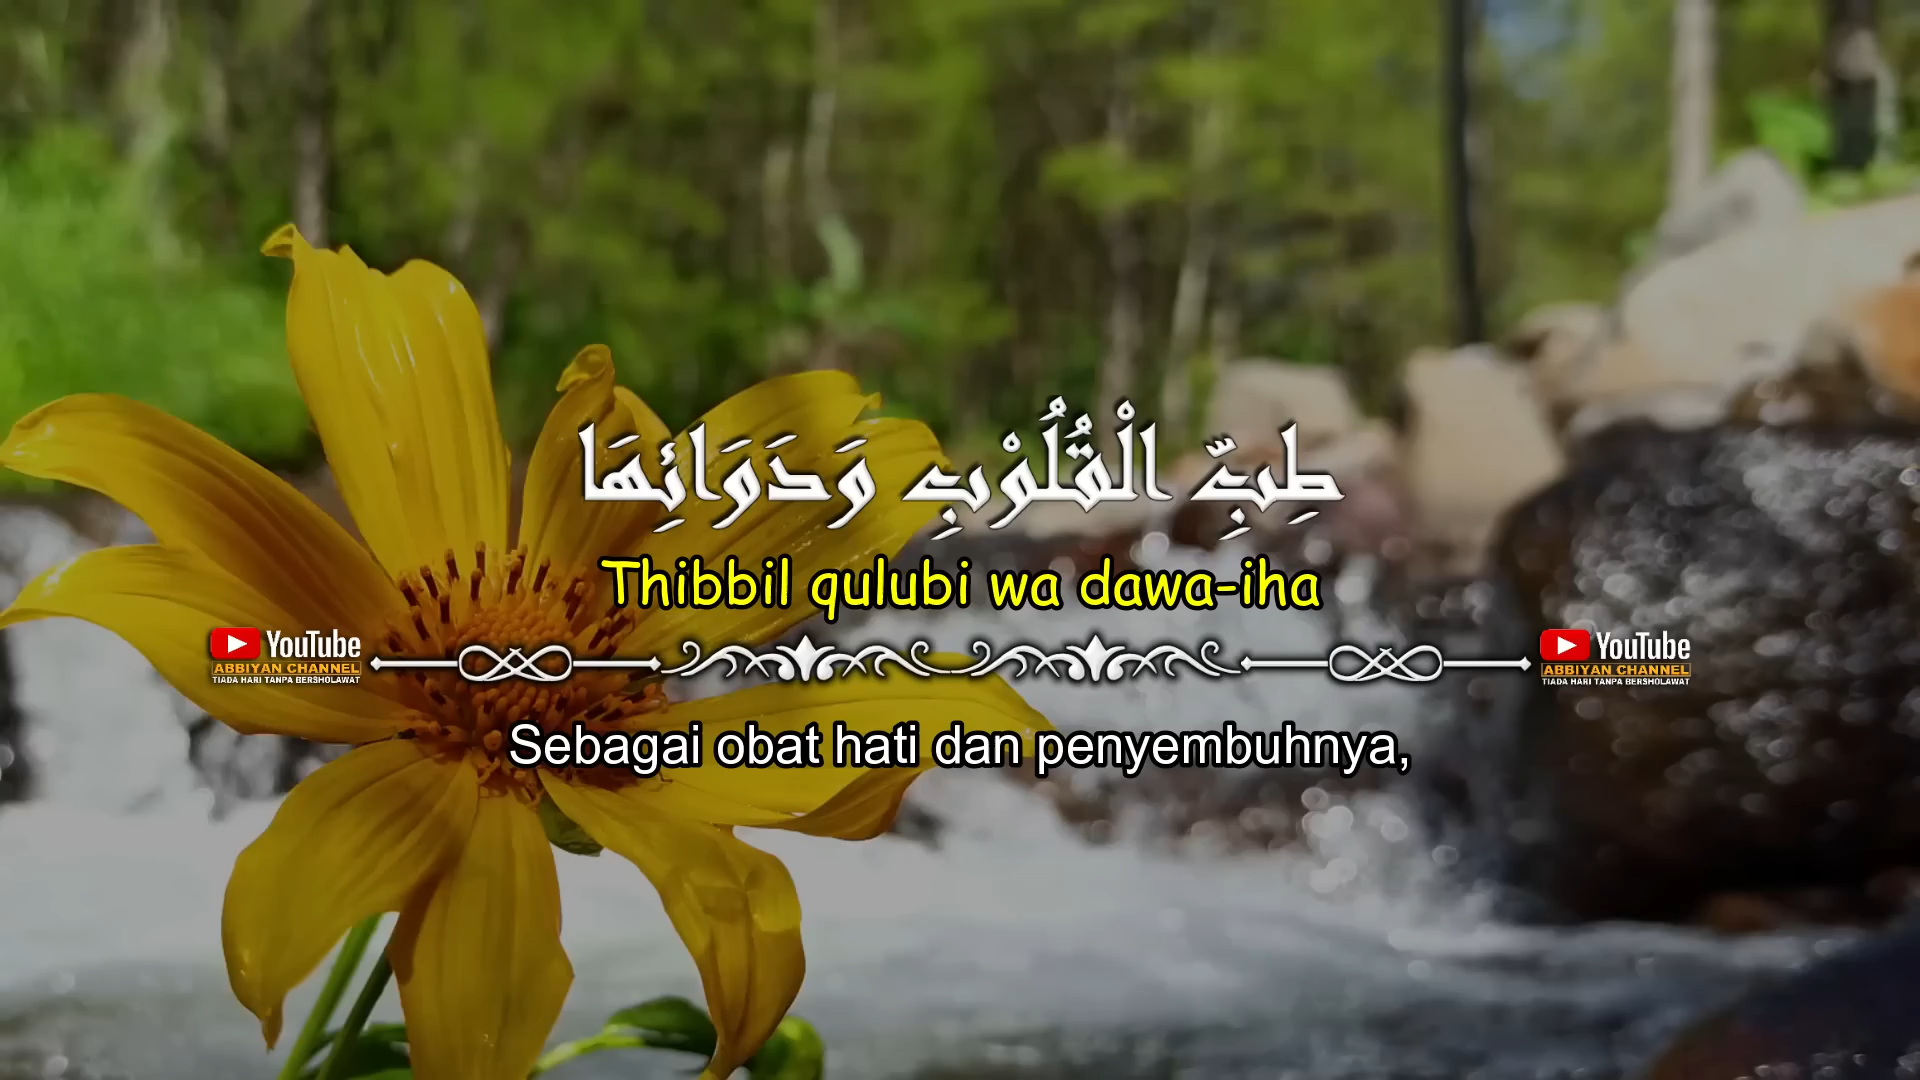 طِبِّ الْقُلُوْبِ وَدَوَائِهَا
Thibbil qulubi wa dawa-iha
YouTube
ABBIYAN CHANNEL
TIADA HARI TANPA BERSHOLAWAT
YouTube
ABBIYAN CHANNEL
TIADA HARI TANPA BERSHOLAWAT
Sebagai obat hati dan penyembuhnya,